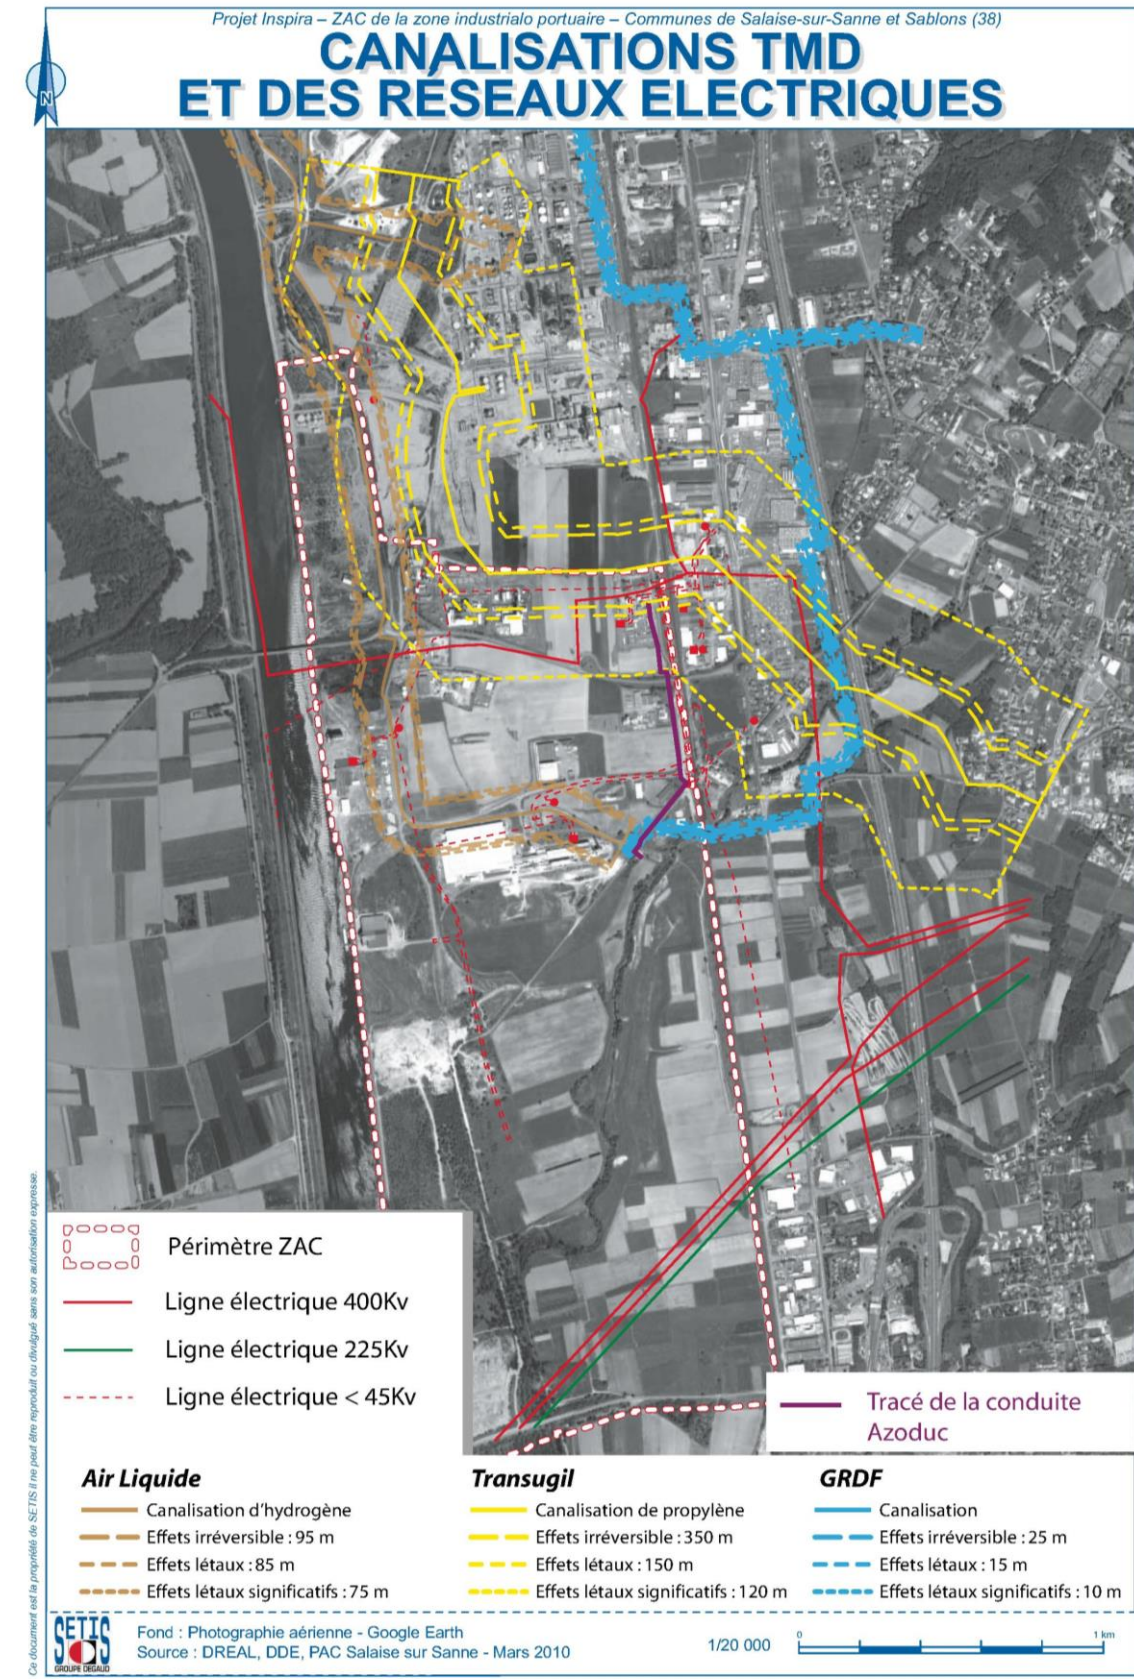 Projet Inspira – ZAC de la zone industrialo portuaire – Communes de Salaise-sur-Sanne et Sablons (38)
CANALISATIONS TMD
ET DES RÉSEAUX ELECTRIQUES
N
Périmètre ZAC
Ligne électrique 400Kv
Ligne électrique 225Kv
Ligne électrique < 45Kv
Tracé de la conduite
Azoduc
Air Liquide
Canalisation d'hydrogène
Effets irréversible : 95 m
Effets létaux : 85 m
Effets létaux significatifs : 75 m
Transugil
Canalisation de propylène
Effets irréversible : 350 m
Effets létaux : 150 m
Effets létaux significatifs : 120 m
GRDF
Canalisation
Effets irréversible : 25 m
Effets létaux : 15 m
Effets létaux significatifs : 10 m
Ce document est la propriété de SETIS il ne peut être reproduit ou divulgué sans son autorisation expresse.
SETIS
GROUPE DEGAUD
Fond : Photographie aérienne - Google Earth
Source : DREAL, DDE, PAC Salaise sur Sanne - Mars 2010
1/20 000
0
1 km